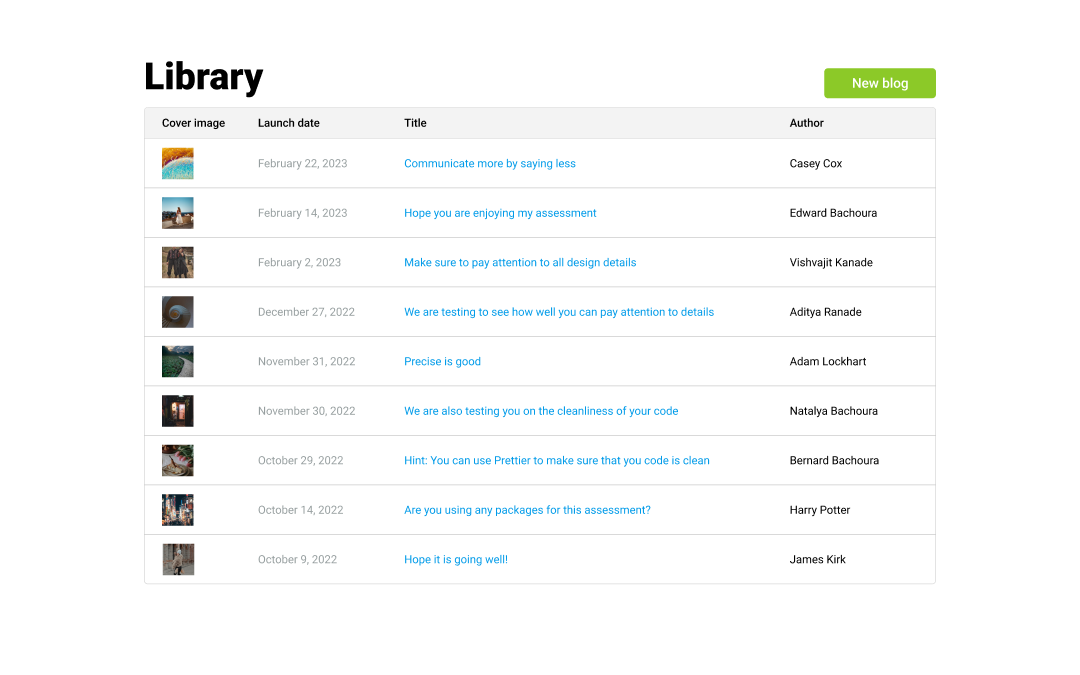 Library
New blog
Cover image Launch date Title Author
February 22, 2023 Communicate more by saying less Casey Cox
February 14, 2023 Hope you are enjoying my assessment Edward Bachoura
February 2, 2023 Make sure to pay attention to all design details Vishvajit Kanade
December 27, 2022 We are testing to see how well you can pay attention to details Aditya Ranade
November 31, 2022 Precise is good Adam Lockhart
November 30, 2022 We are also testing you on the cleanliness of your code Natalya Bachoura
October 29, 2022 Hint: You can use Prettier to make sure that you code is clean Bernard Bachoura
October 14, 2022 Are you using any packages for this assessment? Harry Potter
October 9, 2022 Hope it is going well! James Kirk